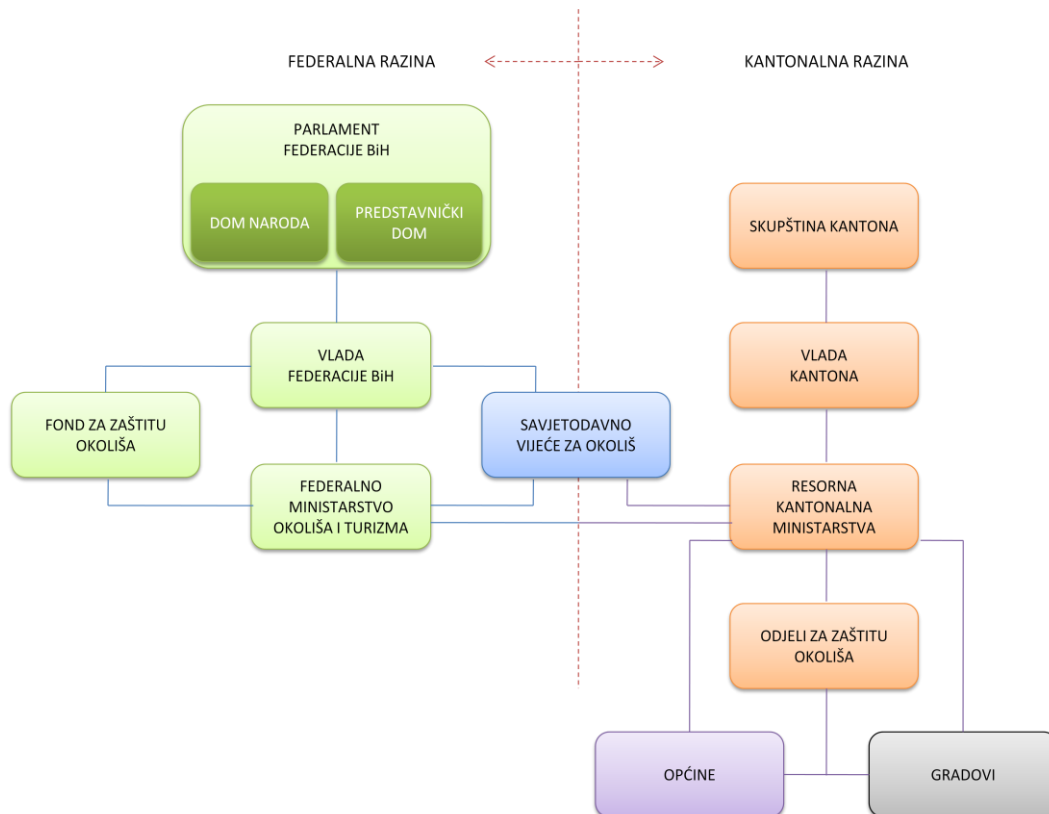 FEDERALNA RAZINA
KANTONALNA RAZINA
PARLAMENT
FEDERACIJE BiH
DOM NARODA
PREDSTAVNIČKI
DOM
SKUPŠTINA KANTONA
VLADA
FEDERACIJE BiH
VLADA
KANTONA
FOND ZA ZAŠTITU
OKOLIŠA
SAVJETODAVNO
VIJEĆE ZA OKOLIŠ
FEDERALNO
MINISTARSTVO
OKOLIŠA I TURIZMA
RESORNA
KANTONALNA
MINISTARSTVA
ODJELI ZA ZAŠTITU
OKOLIŠA
OPĆINE
GRADOVI